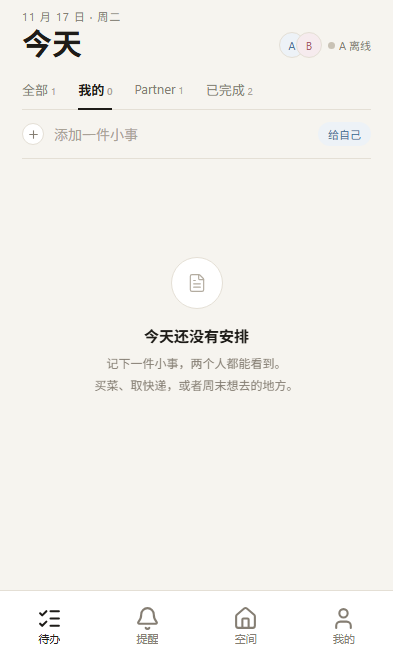 11 月 17 日 · 周二
今天
A B A 离线
全部 1 我的 0 Partner 1 已完成 2
添加一件小事 给自己
今天还没有安排
记下一件小事，两个人都能看到。
买菜、取快递，或者周末想去的地方。
待办 提醒 空间 我的